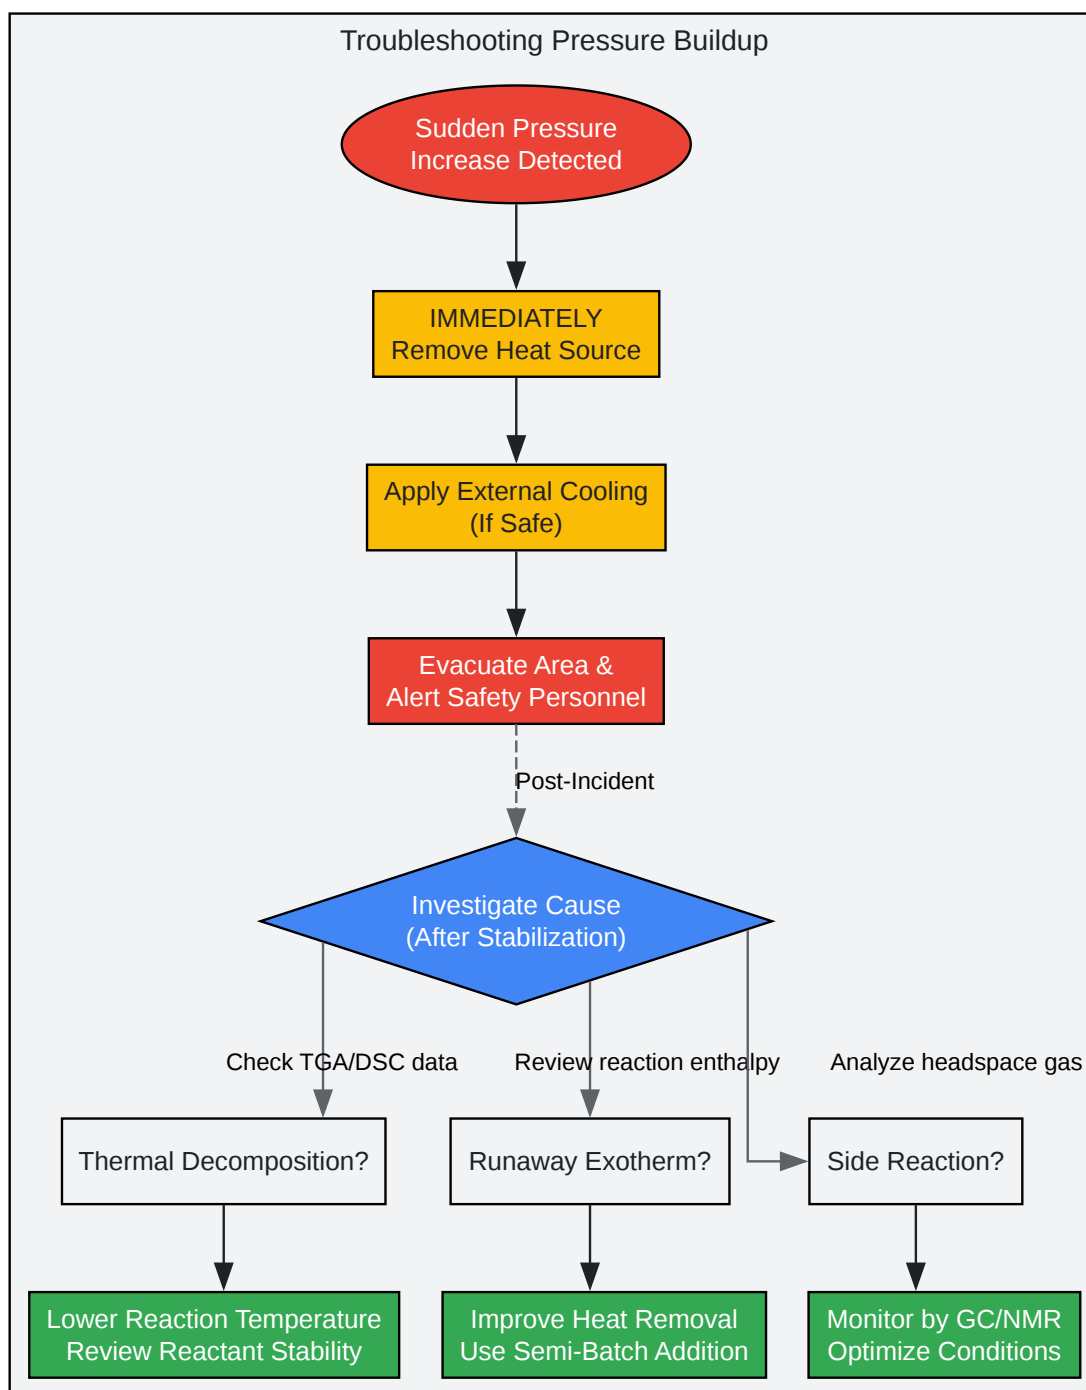 Troubleshooting Pressure Buildup
Sudden Pressure
Increase Detected
IMMEDIATELY
Remove Heat Source
Apply External Cooling
(If Safe)
Evacuate Area &
Alert Safety Personnel
Post-Incident
Investigate Cause
(After Stabilization)
Check TGA/DSC data
Review reaction enthalpy
Analyze headspace gas
Thermal Decomposition?
Runaway Exotherm?
Side Reaction?
Lower Reaction Temperature
Review Reactant Stability
Improve Heat Removal
Use Semi-Batch Addition
Monitor by GC/NMR
Optimize Conditions